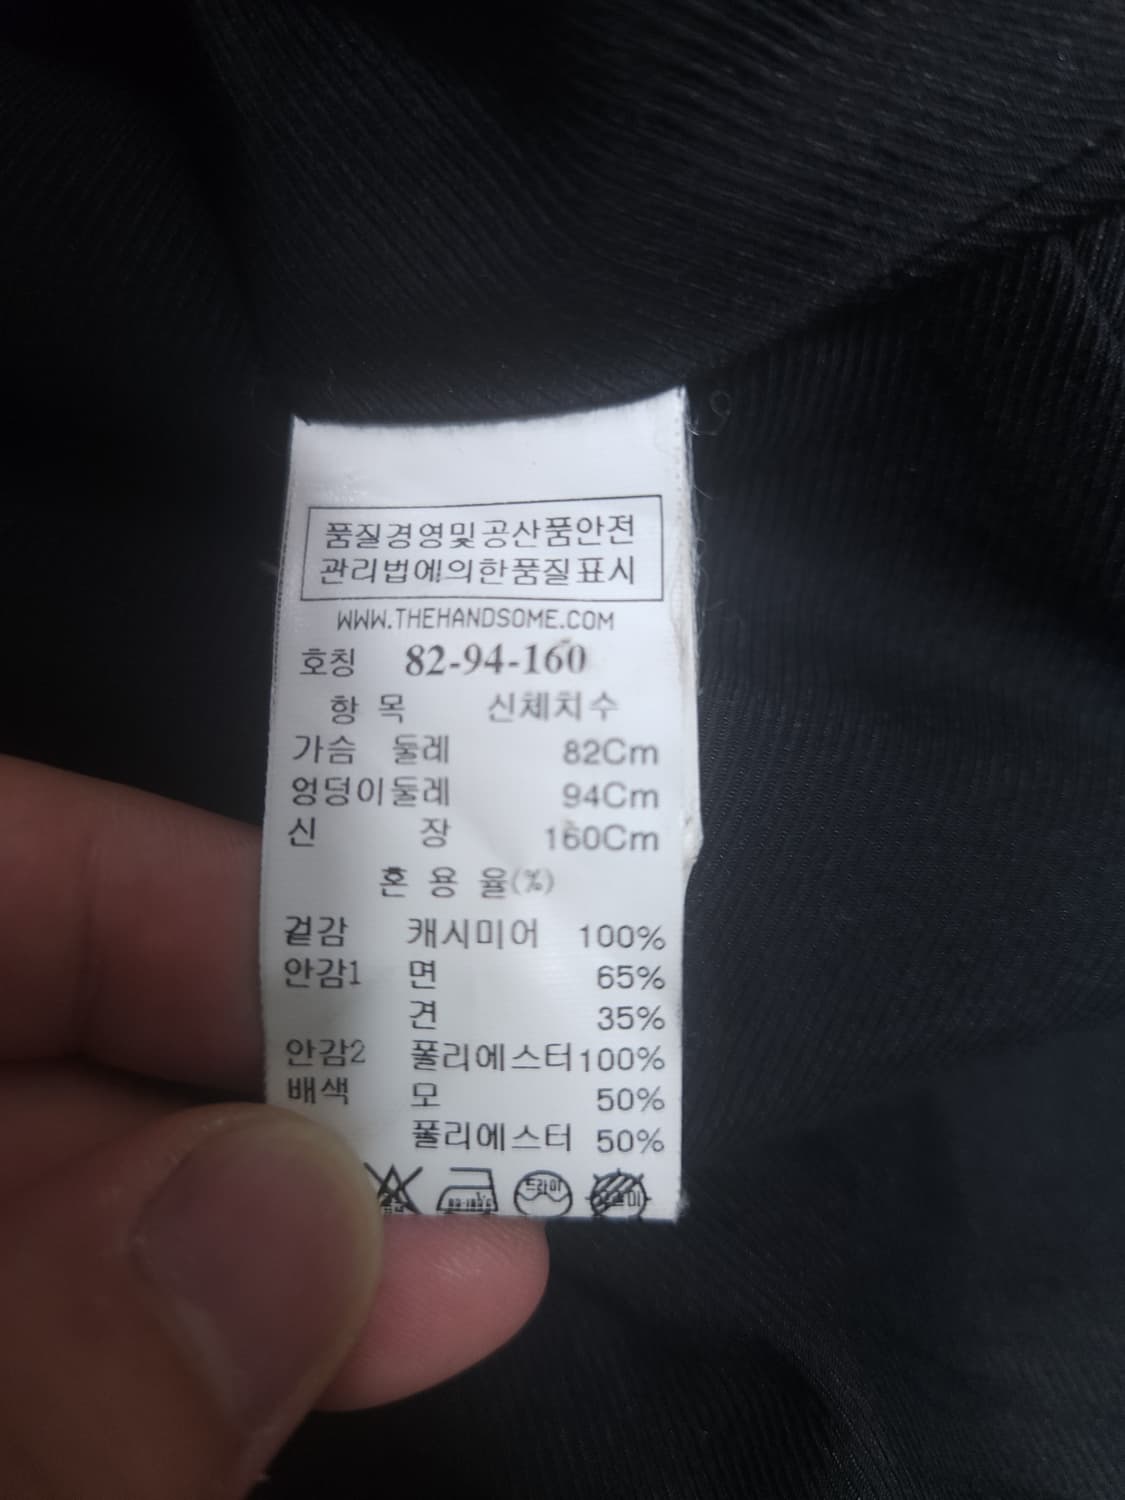 품질경영및공산품안전
관리법에의한품질표시
WWW.THEHANDSOME.COM
호칭 82-94-160
항 목 신체치수
가슴 둘레 82Cm
엉덩이둘레 94Cm
신 장 160Cm
혼 용 율(%)
겉감 캐시미어 100%
안감1 면 65%
견 35%
안감2 폴리에스터100%
배색 모 50%
폴리에스터 50%
드라이